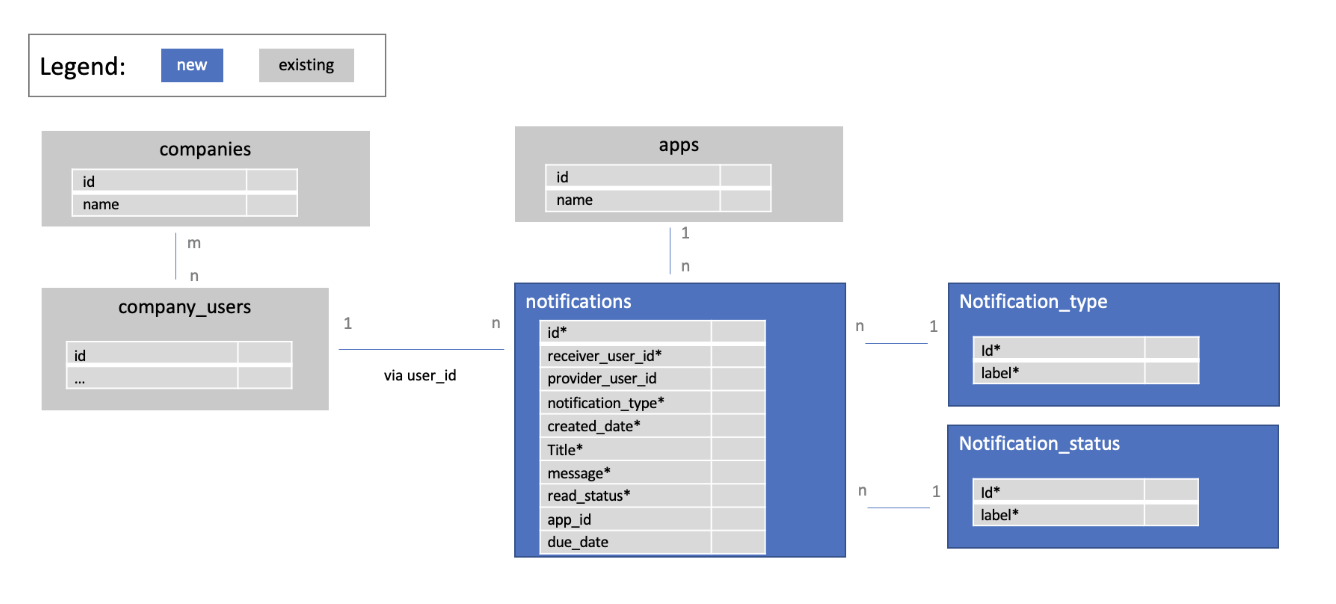 Legend:
new
existing
companies
id
name
m
n
company_users
id
...
1
n
via user_id
apps
id
name
1
n
notifications
id*
receiver_user_id*
provider_user_id
notification_type*
created_date*
Title*
message*
read_status*
app_id
due_date
n
1
Notification_type
Id*
label*
n
1
Notification_status
Id*
label*